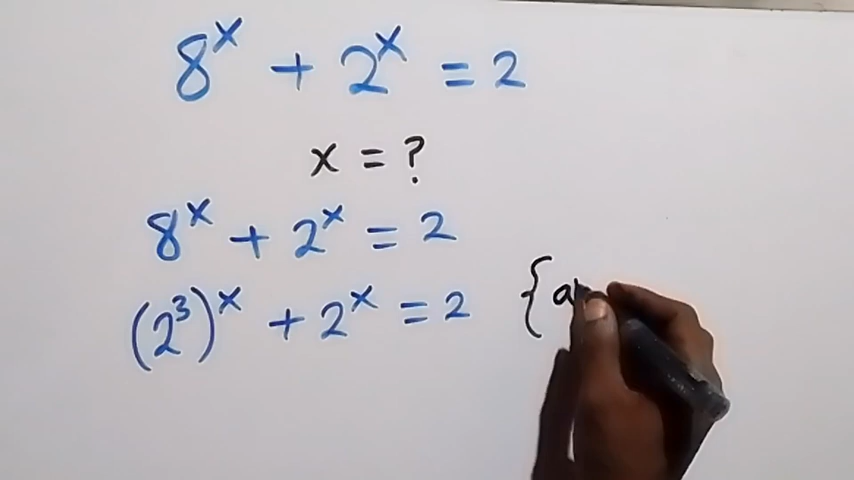 8^x + 2^x = 2
x = ?
8^x + 2^x = 2
(2^3)^x + 2^x = 2 {a